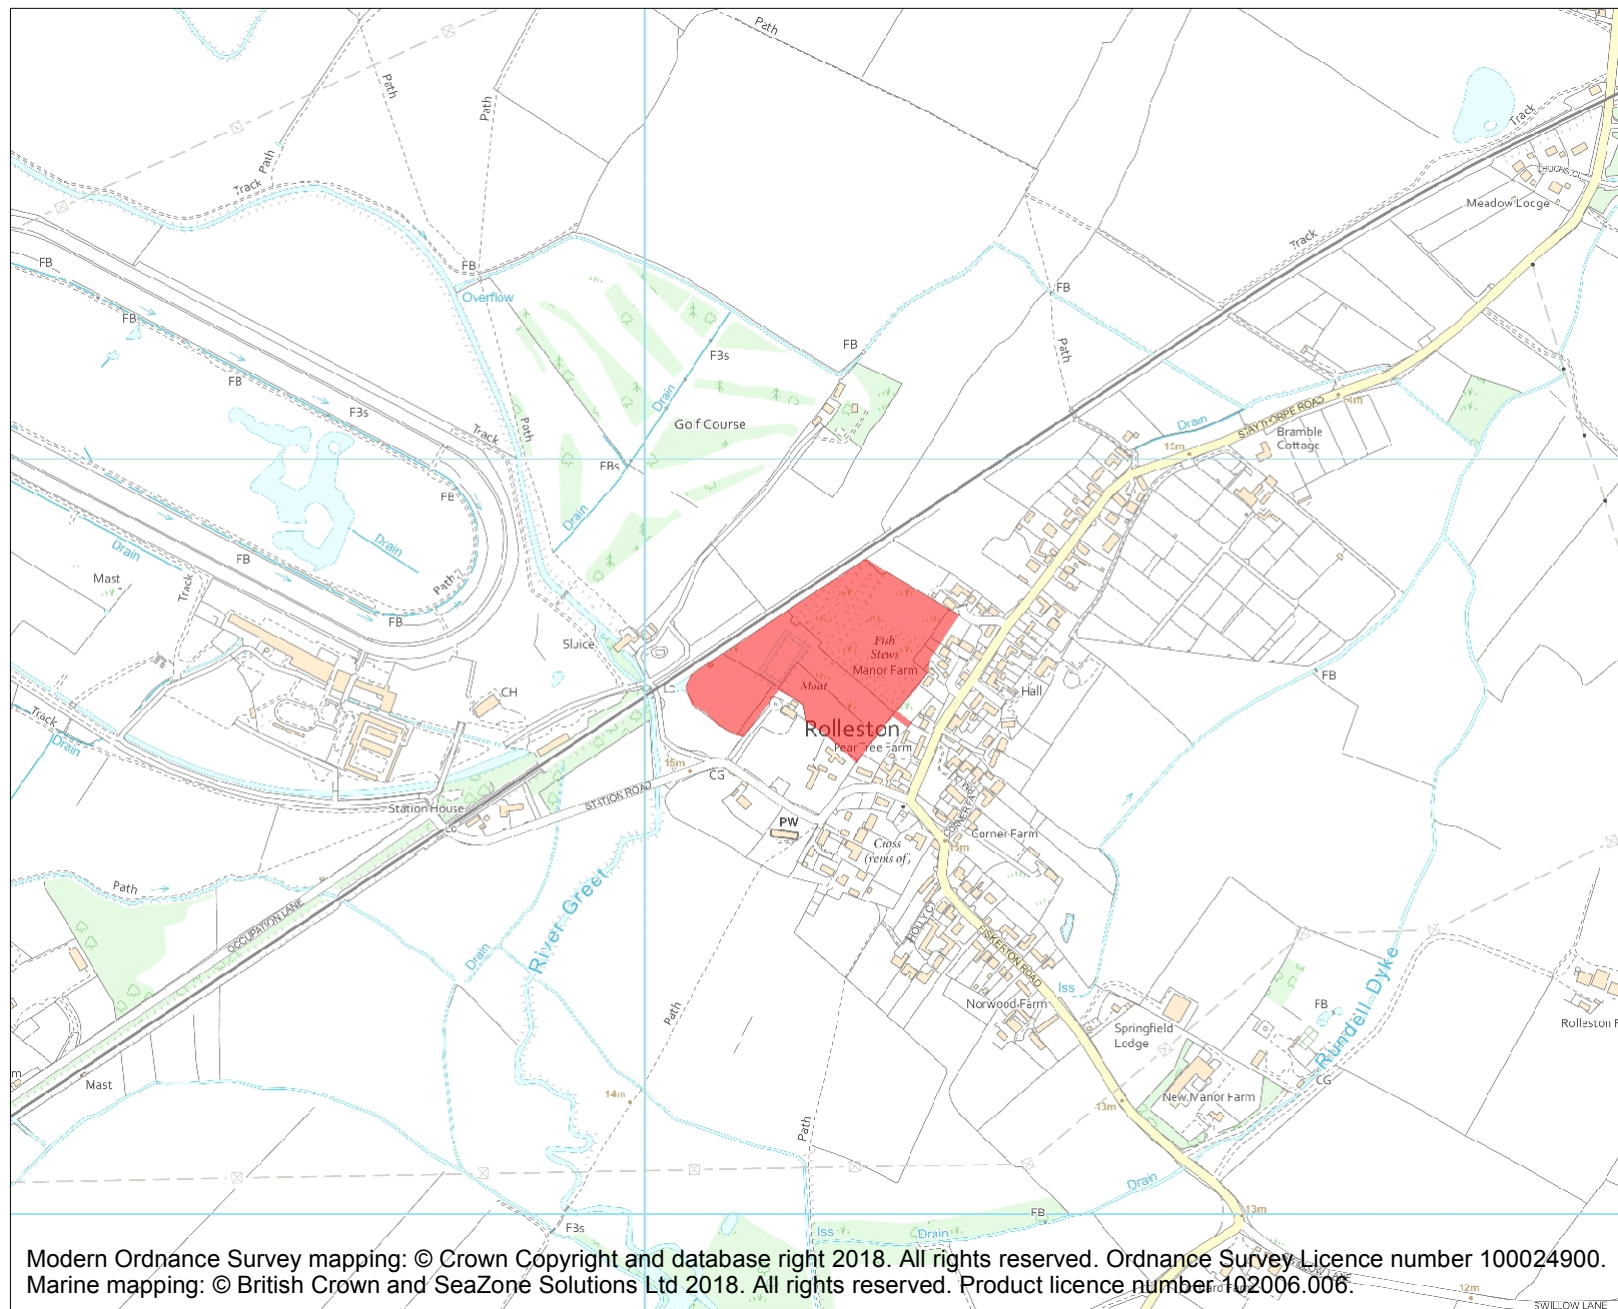 Path
Path
Path
Track
Path
Track
Meadow Locge
Track
FB
FB
Overflow
FB
FB
FB
FB
F3s
F3s
Path
Drain
Golf Course
Path
Track
FBs
Drain
STAYTHORPE ROAD
14m
15m
Bramble
Cottage
FB
Drain
Drain
Drain
FB
Mast
Track
Path
FB
Sluice
Fish
Stews
Manor Farm
Moat
Hall
FB
CH
Rolleston
Pear Tree Farm
Track
Drain
15m
CG
STATION ROAD
Station House
LC
PW
Cross
(rems of)
Corner Farm
15m
Path
OCCUPATION LANE
Drain
River Greet
HOLLY CT
FISKERTON ROAD
Iss
Norwood Farm
Path
Springfield
Lodge
FB
Rundell Dyke
Rolleston F
CG
m
Mast
14m
New Manor Farm
13m
Path
Drain
13m
FB
F3s
Iss
Drain
12m
SWILLOW LANE
Modern Ordnance Survey mapping: © Crown Copyright and database right 2018. All rights reserved. Ordnance Survey Licence number 100024900.
Marine mapping: © British Crown and SeaZone Solutions Ltd 2018. All rights reserved. Product licence number 102006.006.